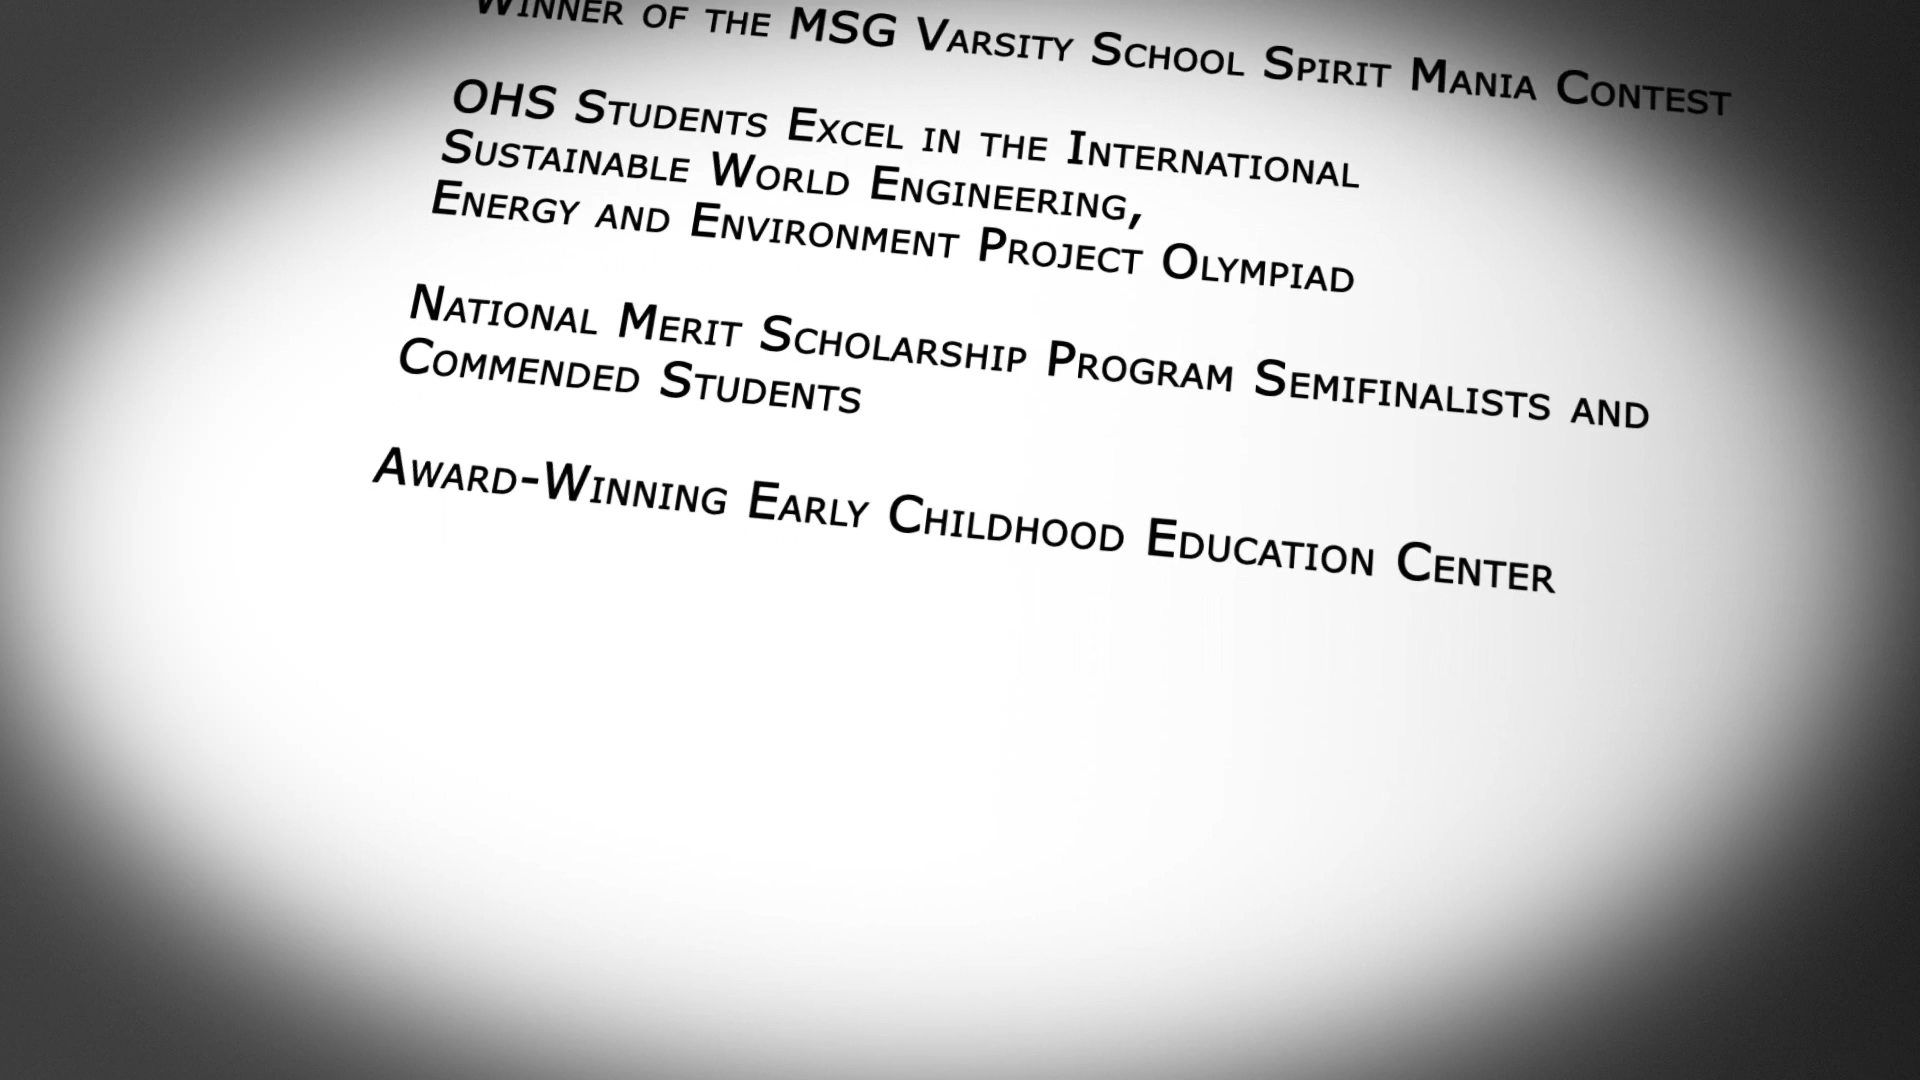 Winner of the MSG Varsity School Spirit Mania Contest
OHS Students Excel in the International
Sustainable World Engineering,
Energy and Environment Project Olympiad
National Merit Scholarship Program Semifinalists and
Commended Students
Award-Winning Early Childhood Education Center